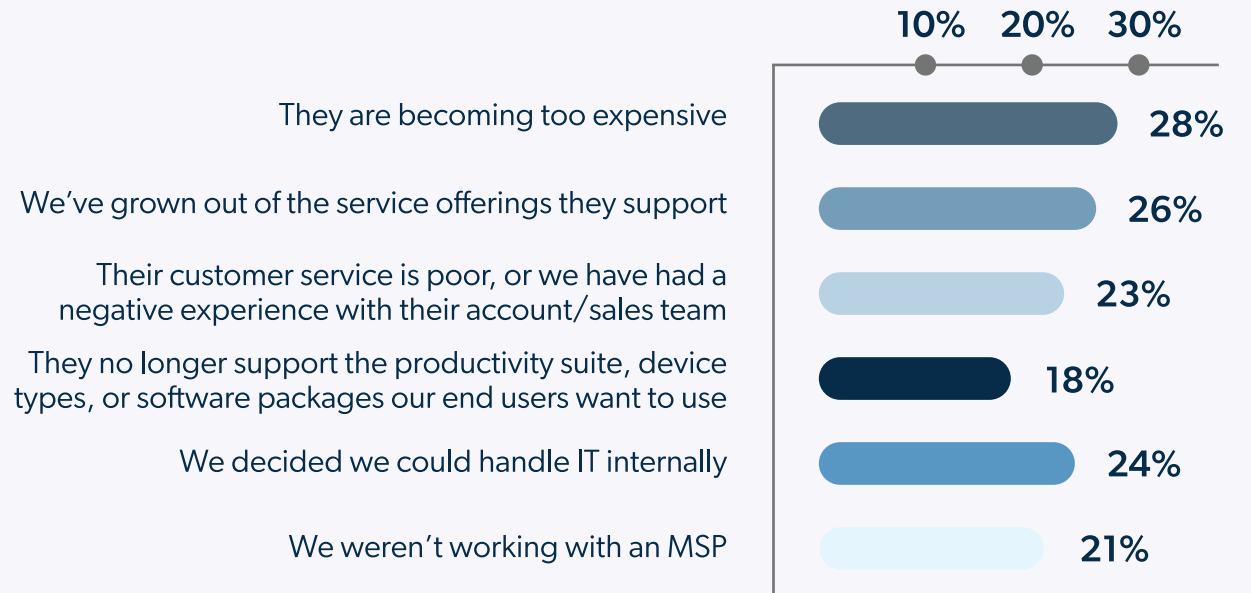 10% 20% 30%
They are becoming too expensive 28%
We’ve grown out of the service offerings they support 26%
Their customer service is poor, or we have had a
negative experience with their account/sales team 23%
They no longer support the productivity suite, device
types, or software packages our end users want to use 18%
We decided we could handle IT internally 24%
We weren’t working with an MSP 21%